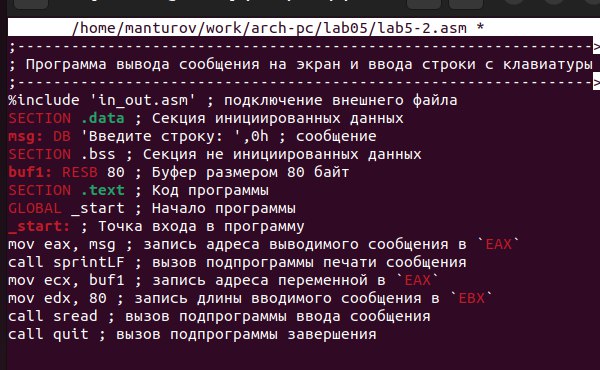 /home/manturov/work/arch-pc/lab05/lab5-2.asm *
;--------------------------------------------------------------------->
; Программа вывода сообщения на экран и ввода строки с клавиатуры
;--------------------------------------------------------------------->
%include 'in_out.asm' ; подключение внешнего файла
SECTION .data ; Секция инициированных данных
msg: DB 'Введите строку: ',0h ; сообщение
SECTION .bss ; Секция не инициированных данных
buf1: RESB 80 ; Буфер размером 80 байт
SECTION .text ; Код программы
GLOBAL _start ; Начало программы
_start: ; Точка входа в программу
mov eax, msg ; запись адреса выводимого сообщения в `EAX`
call sprintLF ; вызов подпрограммы печати сообщения
mov ecx, buf1 ; запись адреса переменной в `EAX`
mov edx, 80 ; запись длины вводимого сообщения в `EBX`
call sread ; вызов подпрограммы ввода сообщения
call quit ; вызов подпрограммы завершения